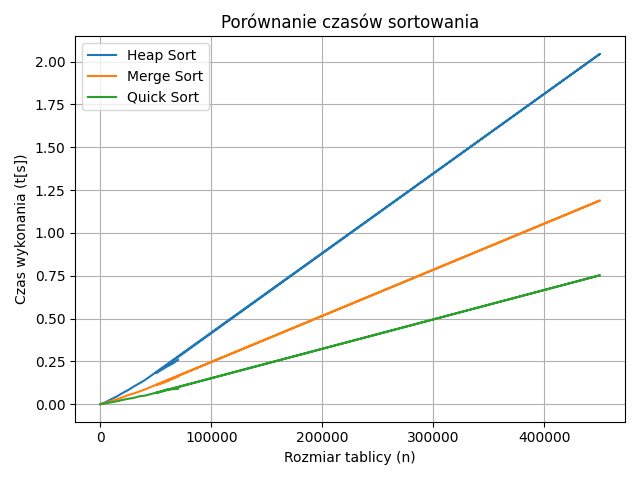 Porównanie czasów sortowania
Heap Sort
Merge Sort
Quick Sort
Czas wykonania (t[s])
2.00
1.75
1.50
1.25
1.00
0.75
0.50
0.25
0.00
0
100000
200000
300000
400000
Rozmiar tablicy (n)